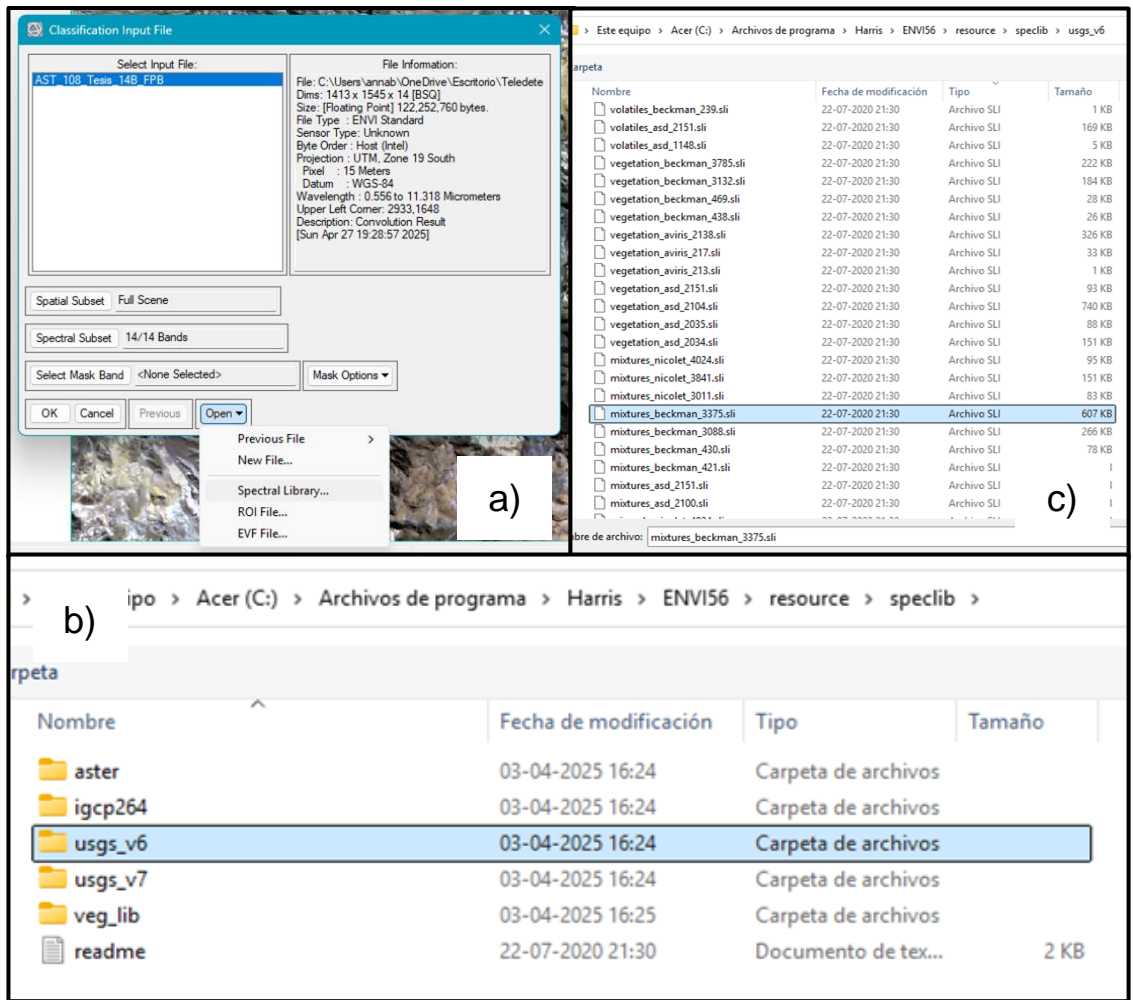 Classification Input File
Select Input File:
AST_108_Tesis_14B_FPB
File Information:
File: C:\Users\annab\OneDrive\Escritorio\Teledete
Dims: 1413 x 1545 x 14 [BSQ]
Size: [Floating Point] 122,252,760 bytes.
File Type : ENVI Standard
Sensor Type: Unknown
Byte Order : Host (Intel)
Projection : UTM, Zone 19 South
Pixel : 15 Meters
Datum : WGS-84
Wavelength : 0.556 to 11.318 Micrometers
Upper Left Corner: 2933,1648
Description: Convolution Result
[Sun Apr 27 19:28:57 2025]
Spatial Subset Full Scene
Spectral Subset 14/14 Bands
Select Mask Band <None Selected> Mask Options
OK Cancel Previous Open
Previous File >
New File...
Spectral Library...
ROI File...
EVF File...
a)
> Este equipo > Acer (C:) > Archivos de programa > Harris > ENVI56 > resource > speclib > usgs_v6
arpeta
Nombre Fecha de modificación Tipo Tamaño
volatiles_beckman_239.sli 22-07-2020 21:30 Archivo SLI 1 KB
volatiles_asd_2151.sli 22-07-2020 21:30 Archivo SLI 169 KB
volatiles_asd_1148.sli 22-07-2020 21:30 Archivo SLI 5 KB
vegetation_beckman_3785.sli 22-07-2020 21:30 Archivo SLI 222 KB
vegetation_beckman_3132.sli 22-07-2020 21:30 Archivo SLI 184 KB
vegetation_beckman_469.sli 22-07-2020 21:30 Archivo SLI 28 KB
vegetation_beckman_438.sli 22-07-2020 21:30 Archivo SLI 26 KB
vegetation_aviris_2138.sli 22-07-2020 21:30 Archivo SLI 326 KB
vegetation_aviris_217.sli 22-07-2020 21:30 Archivo SLI 33 KB
vegetation_aviris_213.sli 22-07-2020 21:30 Archivo SLI 1 KB
vegetation_asd_2151.sli 22-07-2020 21:30 Archivo SLI 93 KB
vegetation_asd_2104.sli 22-07-2020 21:30 Archivo SLI 740 KB
vegetation_asd_2035.sli 22-07-2020 21:30 Archivo SLI 88 KB
vegetation_asd_2034.sli 22-07-2020 21:30 Archivo SLI 151 KB
mixtures_nicolet_4024.sli 22-07-2020 21:30 Archivo SLI 95 KB
mixtures_nicolet_3841.sli 22-07-2020 21:30 Archivo SLI 151 KB
mixtures_nicolet_3011.sli 22-07-2020 21:30 Archivo SLI 83 KB
mixtures_beckman_3375.sli 22-07-2020 21:30 Archivo SLI 607 KB
mixtures_beckman_3088.sli 22-07-2020 21:30 Archivo SLI 266 KB
mixtures_beckman_430.sli 22-07-2020 21:30 Archivo SLI 78 KB
mixtures_beckman_421.sli 22-07-2020 21:30 Archivo SLI
mixtures_asd_2151.sli 22-07-2020 21:30 Archivo SLI
mixtures_asd_2100.sli 22-07-2020 21:30 Archivo SLI
c)
bre de archivo: mixtures_beckman_3375.sli
b)
> ipo > Acer (C:) > Archivos de programa > Harris > ENVI56 > resource > speclib >
rpeta
Nombre Fecha de modificación Tipo Tamaño
aster 03-04-2025 16:24 Carpeta de archivos
igcp264 03-04-2025 16:24 Carpeta de archivos
usgs_v6 03-04-2025 16:24 Carpeta de archivos
usgs_v7 03-04-2025 16:24 Carpeta de archivos
veg_lib 03-04-2025 16:25 Carpeta de archivos
readme 22-07-2020 21:30 Documento de tex... 2 KB